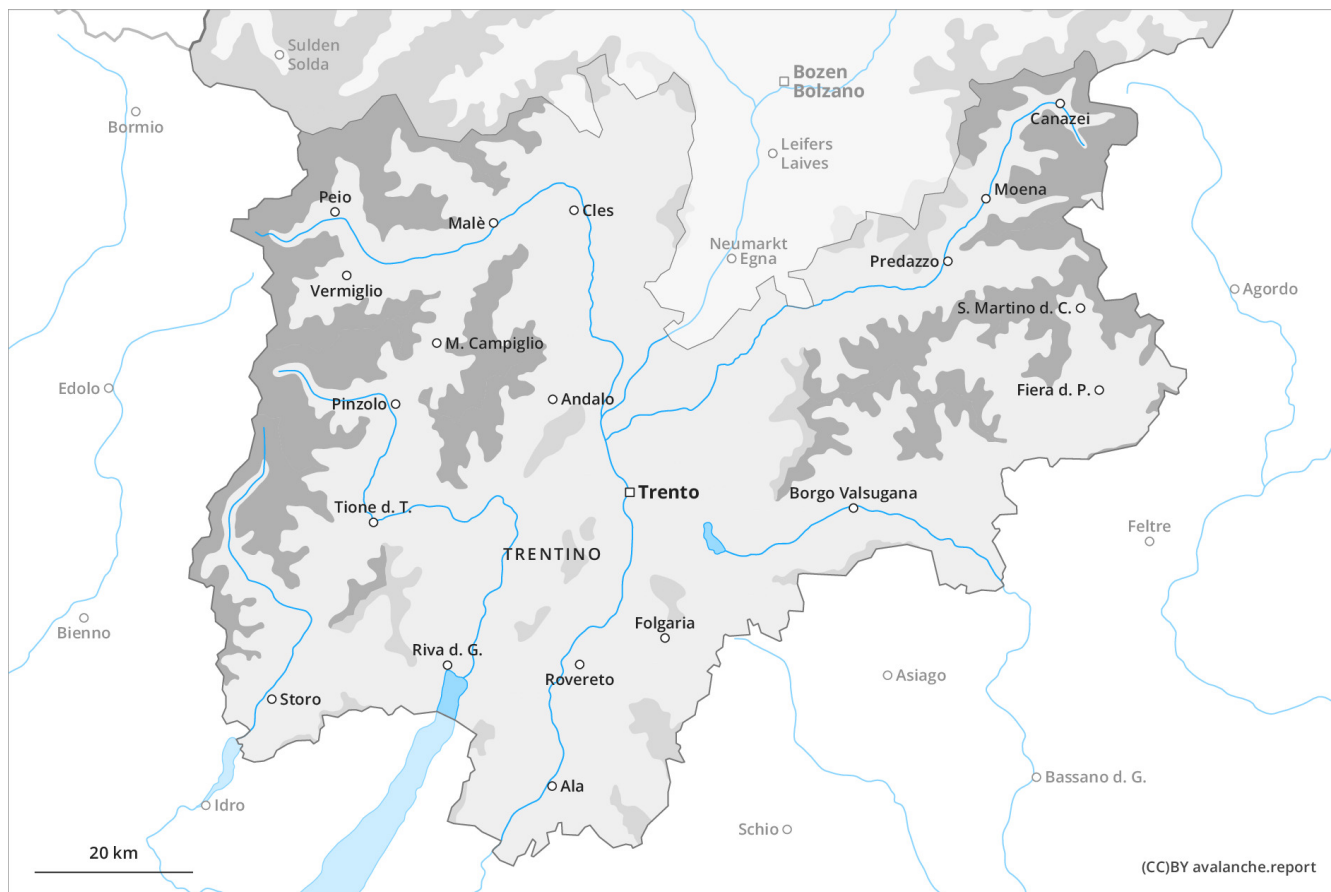 Sulden
Solda
Bozen
Bolzano
Canazei
Bormio
Leifers
Laives
Moena
Peio
Malè
Cles
Neumarkt
Egna
Predazzo
Vermiglio
Agordo
S. Martino d. C.
M. Campiglio
Edolo
Fiera d. P.
Pinzolo
Andalo
Trento
Borgo Valsugana
Tione d. T.
Feltre
TRENTINO
Bienno
Folgaria
Riva d. G.
Rovereto
Asiago
Storo
Bassano d. G.
Ala
Idro
Schio
20 km
(CC)BY avalanche.report